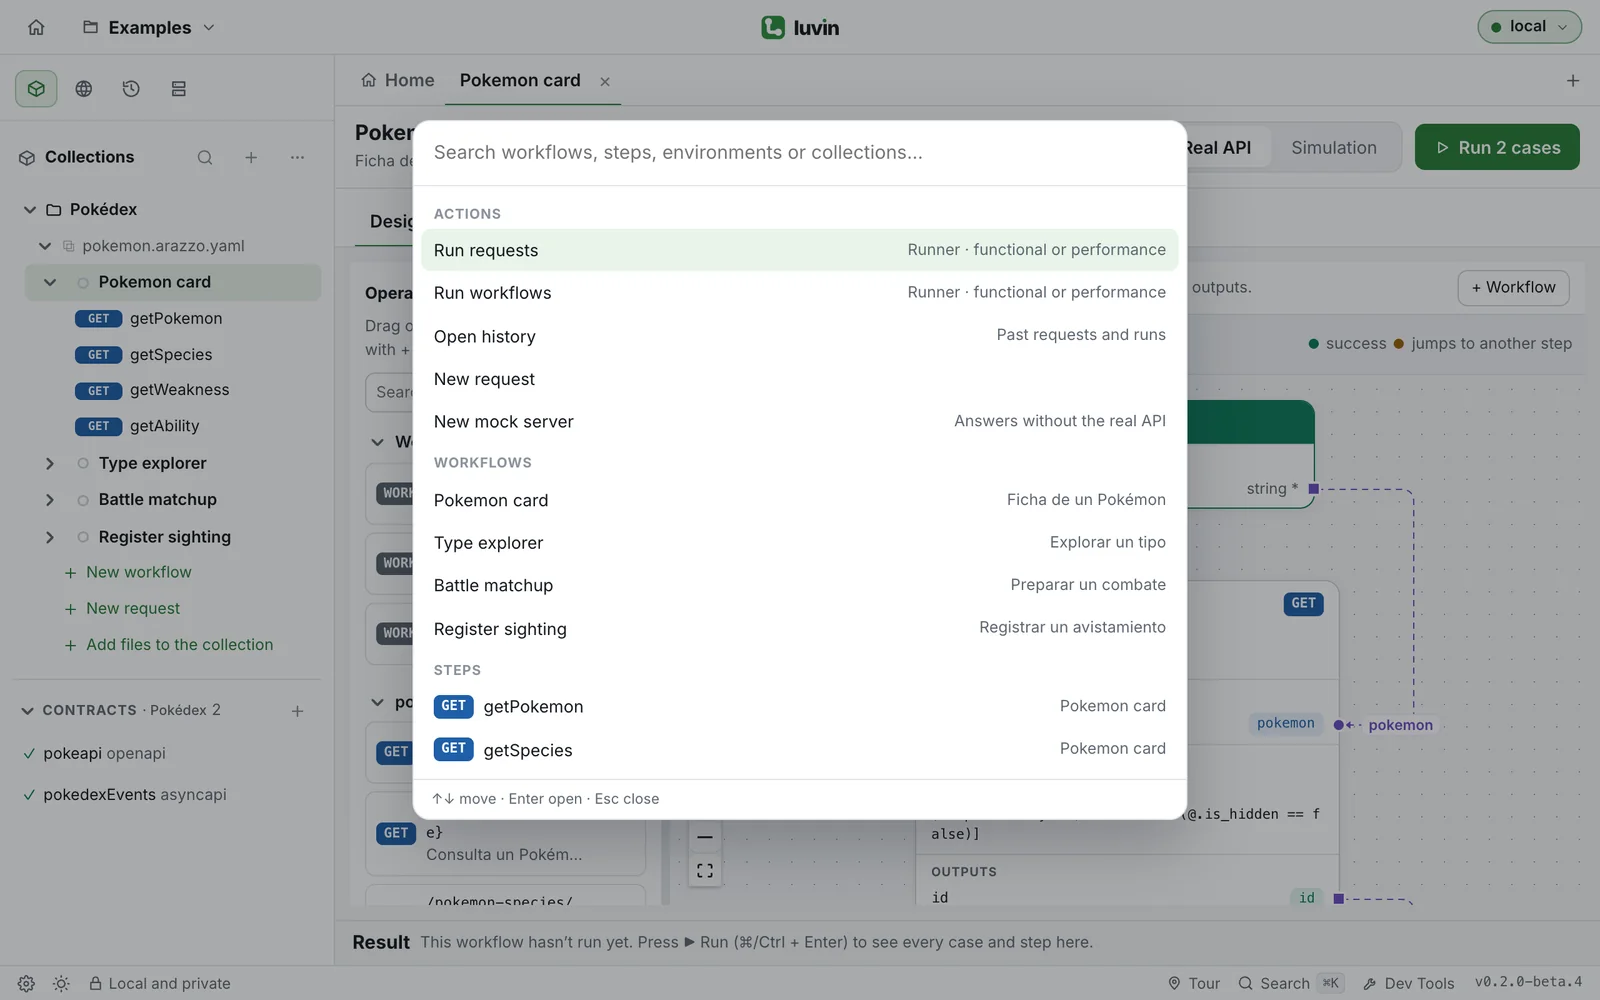 Examples
luvin
local
Home
Pokemon card
Collections
Poker
Ficha de
Real API
Simulation
Run 2 cases
Search workflows, steps, environments or collections...
Pokédex
pokemon.arazzo.yaml
Pokemon card
GET getPokemon
GET getSpecies
GET getWeakness
GET getAbility
Type explorer
Battle matchup
Register sighting
+ New workflow
+ New request
+ Add files to the collection
CONTRACTS · Pokédex 2
pokeapi openapi
pokedexEvents asyncapi
Desig
Opera
Drag o
with +
Sear
W
WORK
WORK
WORK
po
GET
GET e}
Consulta un Pokém...
/pokemon-species/
ACTIONS
Run requests Runner · functional or performance
Run workflows Runner · functional or performance
Open history Past requests and runs
New request
New mock server Answers without the real API
WORKFLOWS
Pokemon card Ficha de un Pokémon
Type explorer Explorar un tipo
Battle matchup Preparar un combate
Register sighting Registrar un avistamiento
STEPS
GET getPokemon Pokemon card
GET getSpecies Pokemon card
↑↓ move · Enter open · Esc close
outputs.
+ Workflow
success jumps to another step
string *
GET
pokemon
pokemon
(@.is_hidden == f
alse)]
OUTPUTS
id
id
Result This workflow hasn't run yet. Press ▶ Run (⌘/Ctrl + Enter) to see every case and step here.
Local and private
Tour
Search ⌘K
Dev Tools
v0.2.0-beta.4